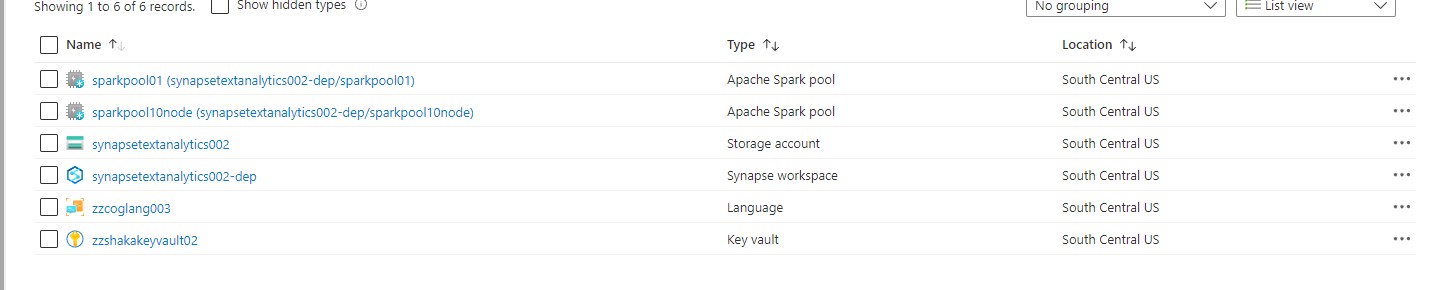 Showing 1 to 6 of 6 records. Show hidden types No grouping List view
Name Type Location
sparkpool01 (synapsetextanalytics002-dep/sparkpool01) Apache Spark pool South Central US
sparkpool10node (synapsetextanalytics002-dep/sparkpool10node) Apache Spark pool South Central US
synapsetextanalytics002 Storage account South Central US
synapsetextanalytics002-dep Synapse workspace South Central US
zzcoglang003 Language South Central US
zzshakakeyvault02 Key vault South Central US